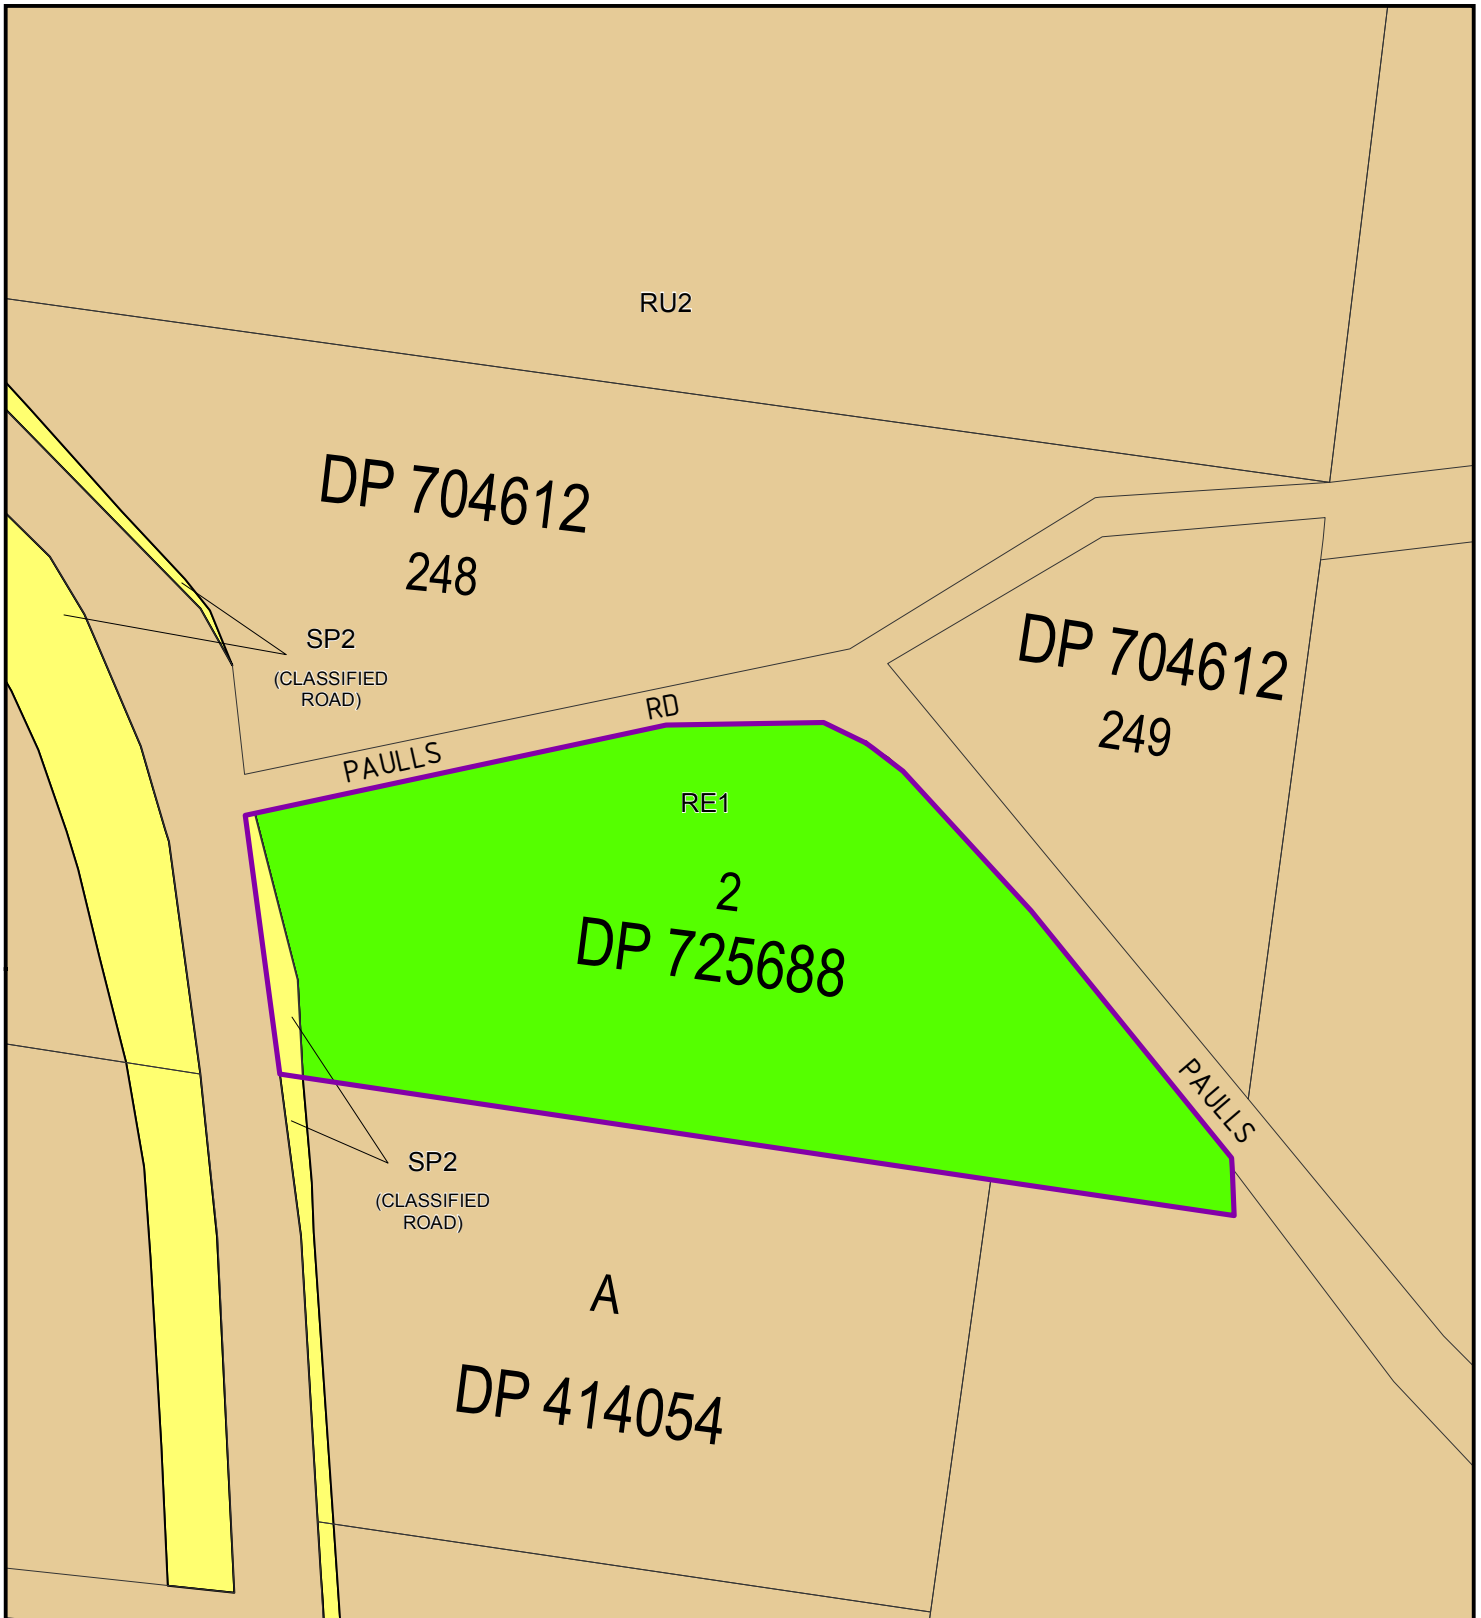 RU2
DP 704612
248
SP2
(CLASSIFIED
ROAD)
DP 704612
249
PAULLS RD
RE1
2
DP 725688
PAULLS
SP2
(CLASSIFIED
ROAD)
A
DP 414054